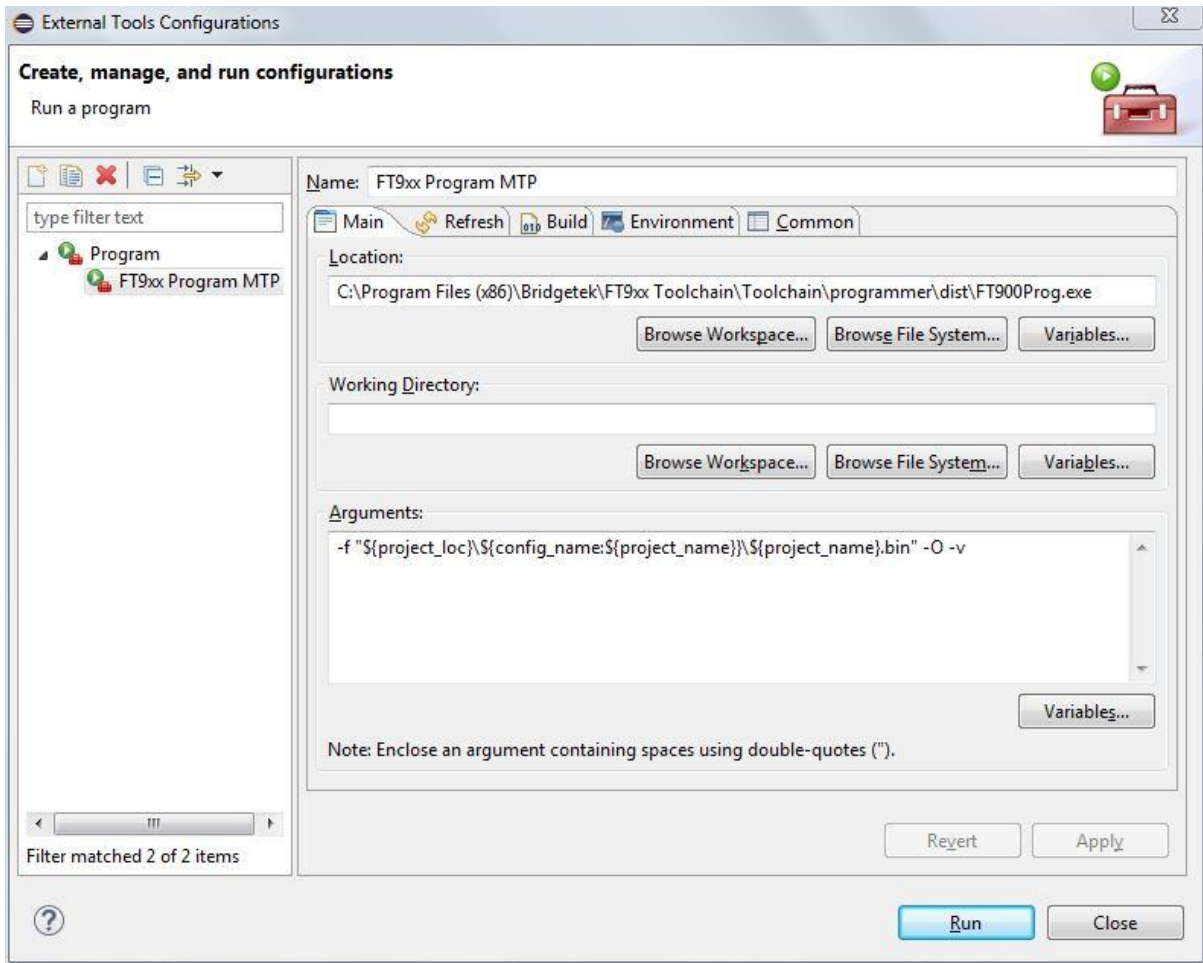 External Tools Configurations
Create, manage, and run configurations
Run a program
type filter text
Program
FT9xx Program MTP
Filter matched 2 of 2 items
Name: FT9xx Program MTP
Main Refresh Build Environment Common
Location:
C:\Program Files (x86)\Bridgetek\FT9xx Toolchain\Toolchain\programmer\dist\FT900Prog.exe
Browse Workspace... Browse File System... Variables...
Working Directory:
Browse Workspace... Browse File System... Variables...
Arguments:
-f "${project_loc}\${config_name:${project_name}}\${project_name}.bin" -O -v
Variables...
Note: Enclose an argument containing spaces using double-quotes (").
Revert Apply
Run Close